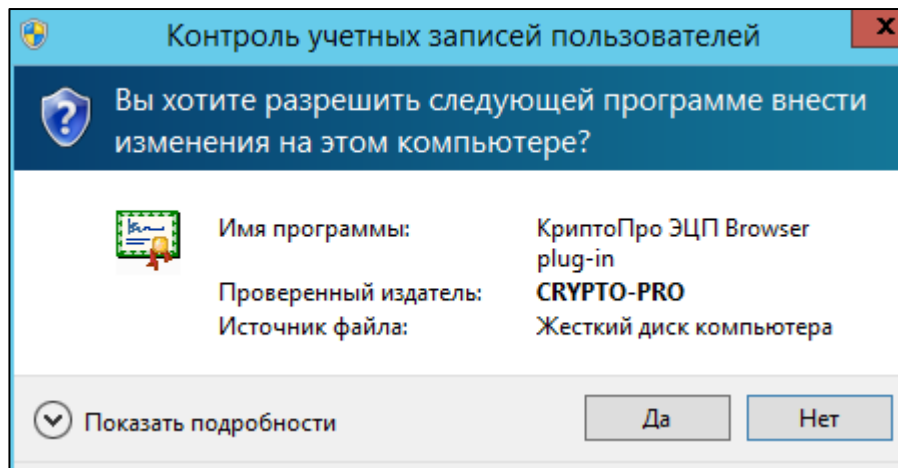 Контроль учетных записей пользователей
Вы хотите разрешить следующей программе внести
изменения на этом компьютере?
Имя программы: КриптоПро ЭЦП Browser
plug-in
Проверенный издатель: CRYPTO-PRO
Источник файла: Жесткий диск компьютера
Показать подробности Да Нет